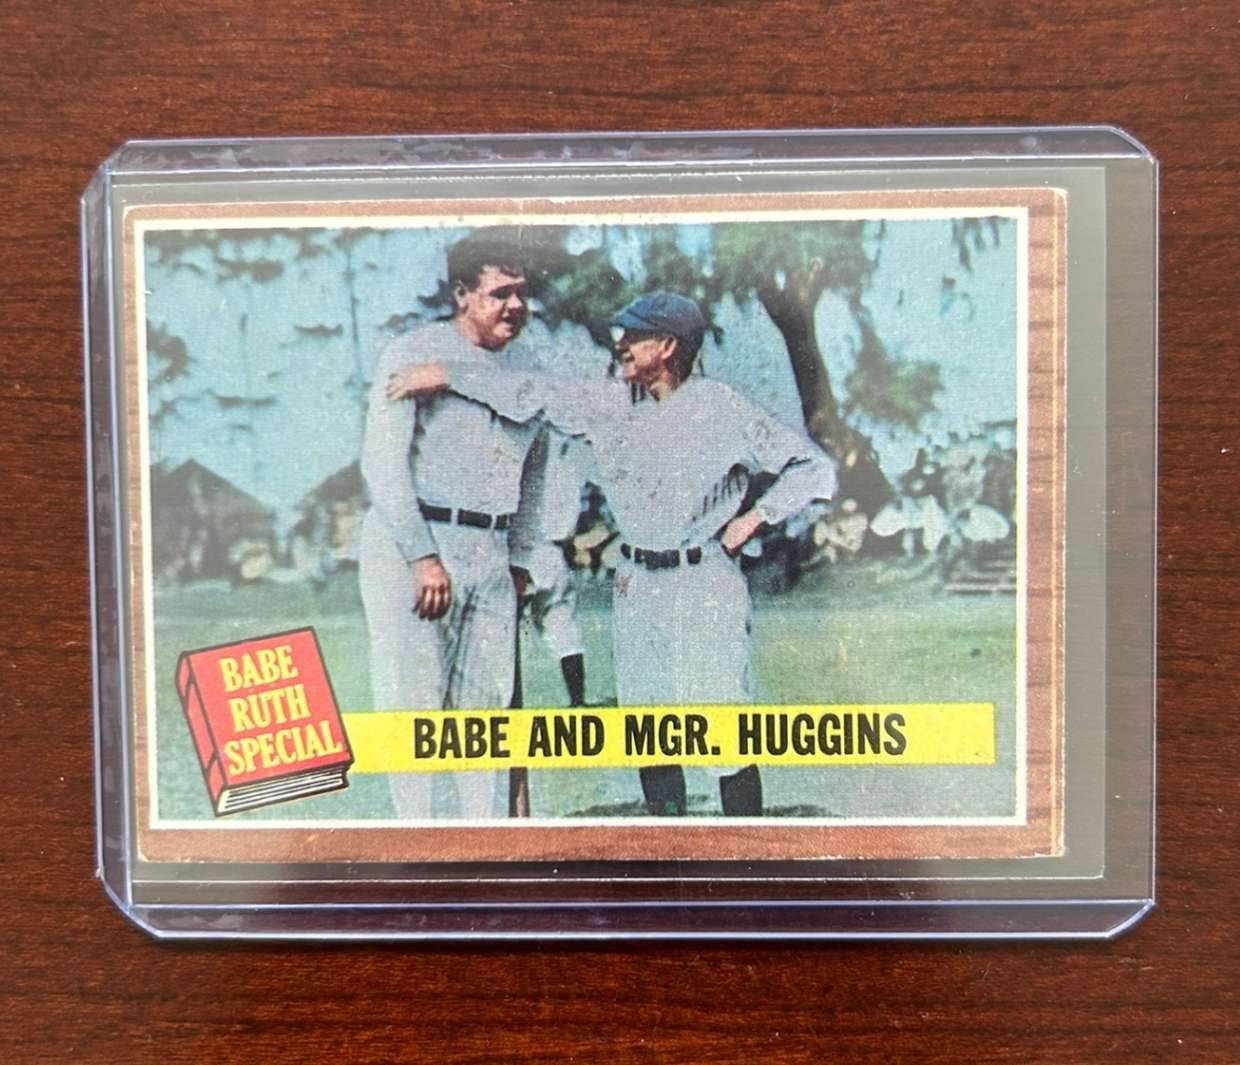 BABE
RUTH
SPECIAL
BABE AND MGR. HUGGINS